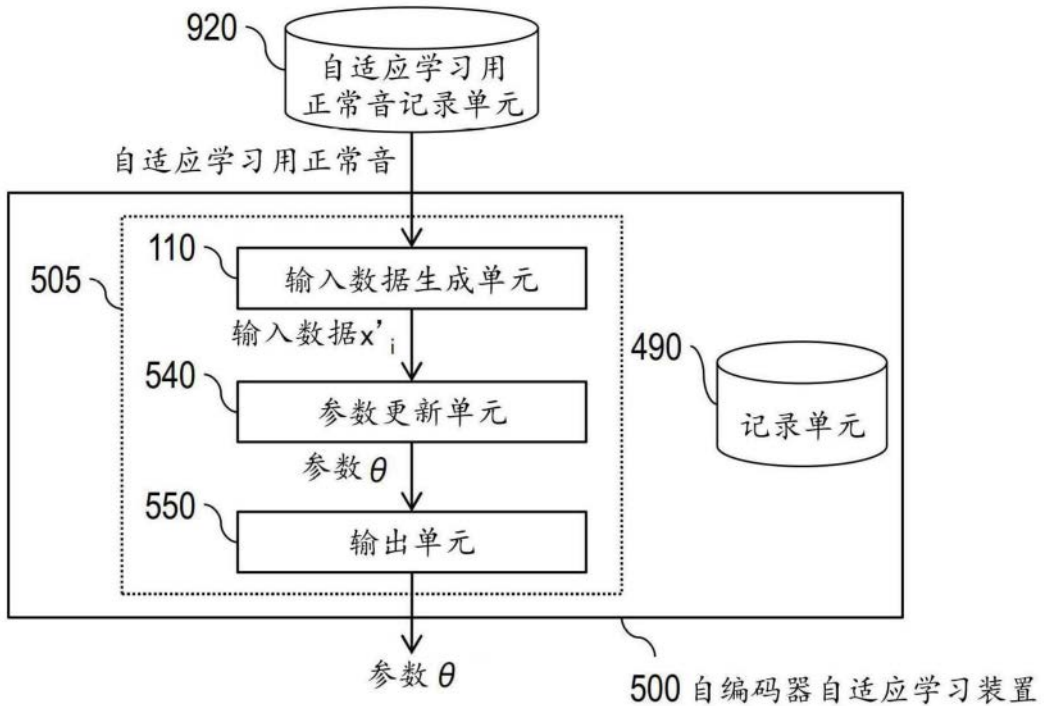 920
自适应学习用
正常音记录单元
自适应学习用正常音
110
输入数据生成单元
505
输入数据x'i
490
540
参数更新单元
记录单元
参数θ
550
输出单元
参数θ
500 自编码器自适应学习装置